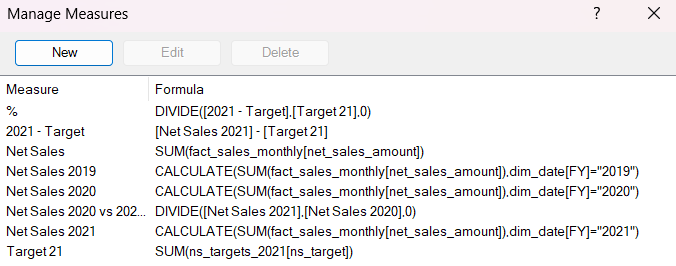 Manage Measures ? ×
New Edit Delete
Measure Formula
% DIVIDE([2021 - Target],[Target 21],0)
2021 - Target [Net Sales 2021] - [Target 21]
Net Sales SUM(fact_sales_monthly[net_sales_amount])
Net Sales 2019 CALCULATE(SUM(fact_sales_monthly[net_sales_amount]),dim_date[FY]="2019")
Net Sales 2020 CALCULATE(SUM(fact_sales_monthly[net_sales_amount]),dim_date[FY]="2020")
Net Sales 2020 vs 202... DIVIDE([Net Sales 2021],[Net Sales 2020],0)
Net Sales 2021 CALCULATE(SUM(fact_sales_monthly[net_sales_amount]),dim_date[FY]="2021")
Target 21 SUM(ns_targets_2021[ns_target])